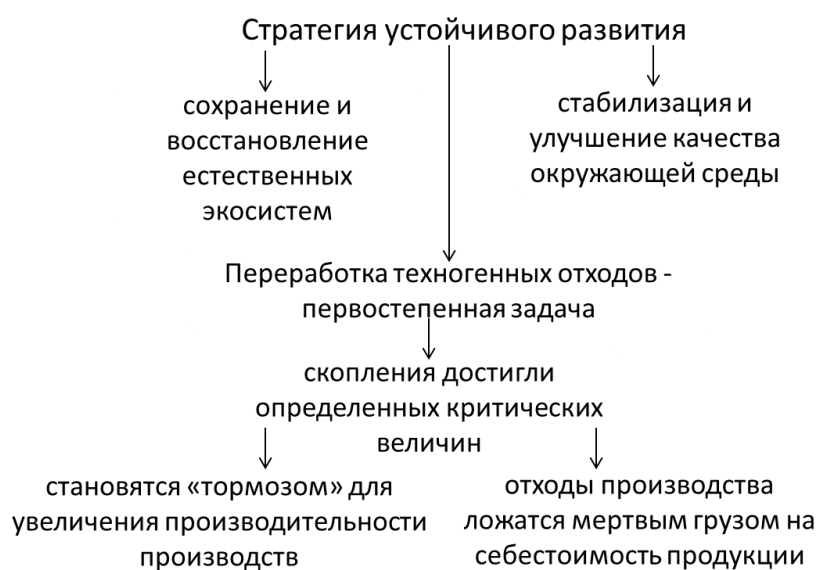 Стратегия устойчивого развития
сохранение и
восстановление
естественных
экосистем
стабилизация и
улучшение качества
окружающей среды
Переработка техногенных отходов -
первостепенная задача
скопления достигли
определенных критических
величин
становятся «тормозом» для
увеличения производительности
производств
отходы производства
ложатся мертвым грузом на
себестоимость продукции